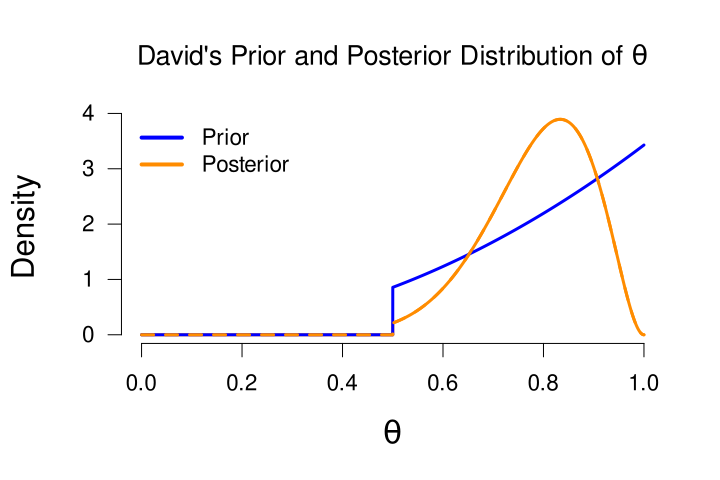 David's Prior and Posterior Distribution of θ
4
Prior
Posterior
3
2
1
0
Density
0.0 0.2 0.4 0.6 0.8 1.0
θ